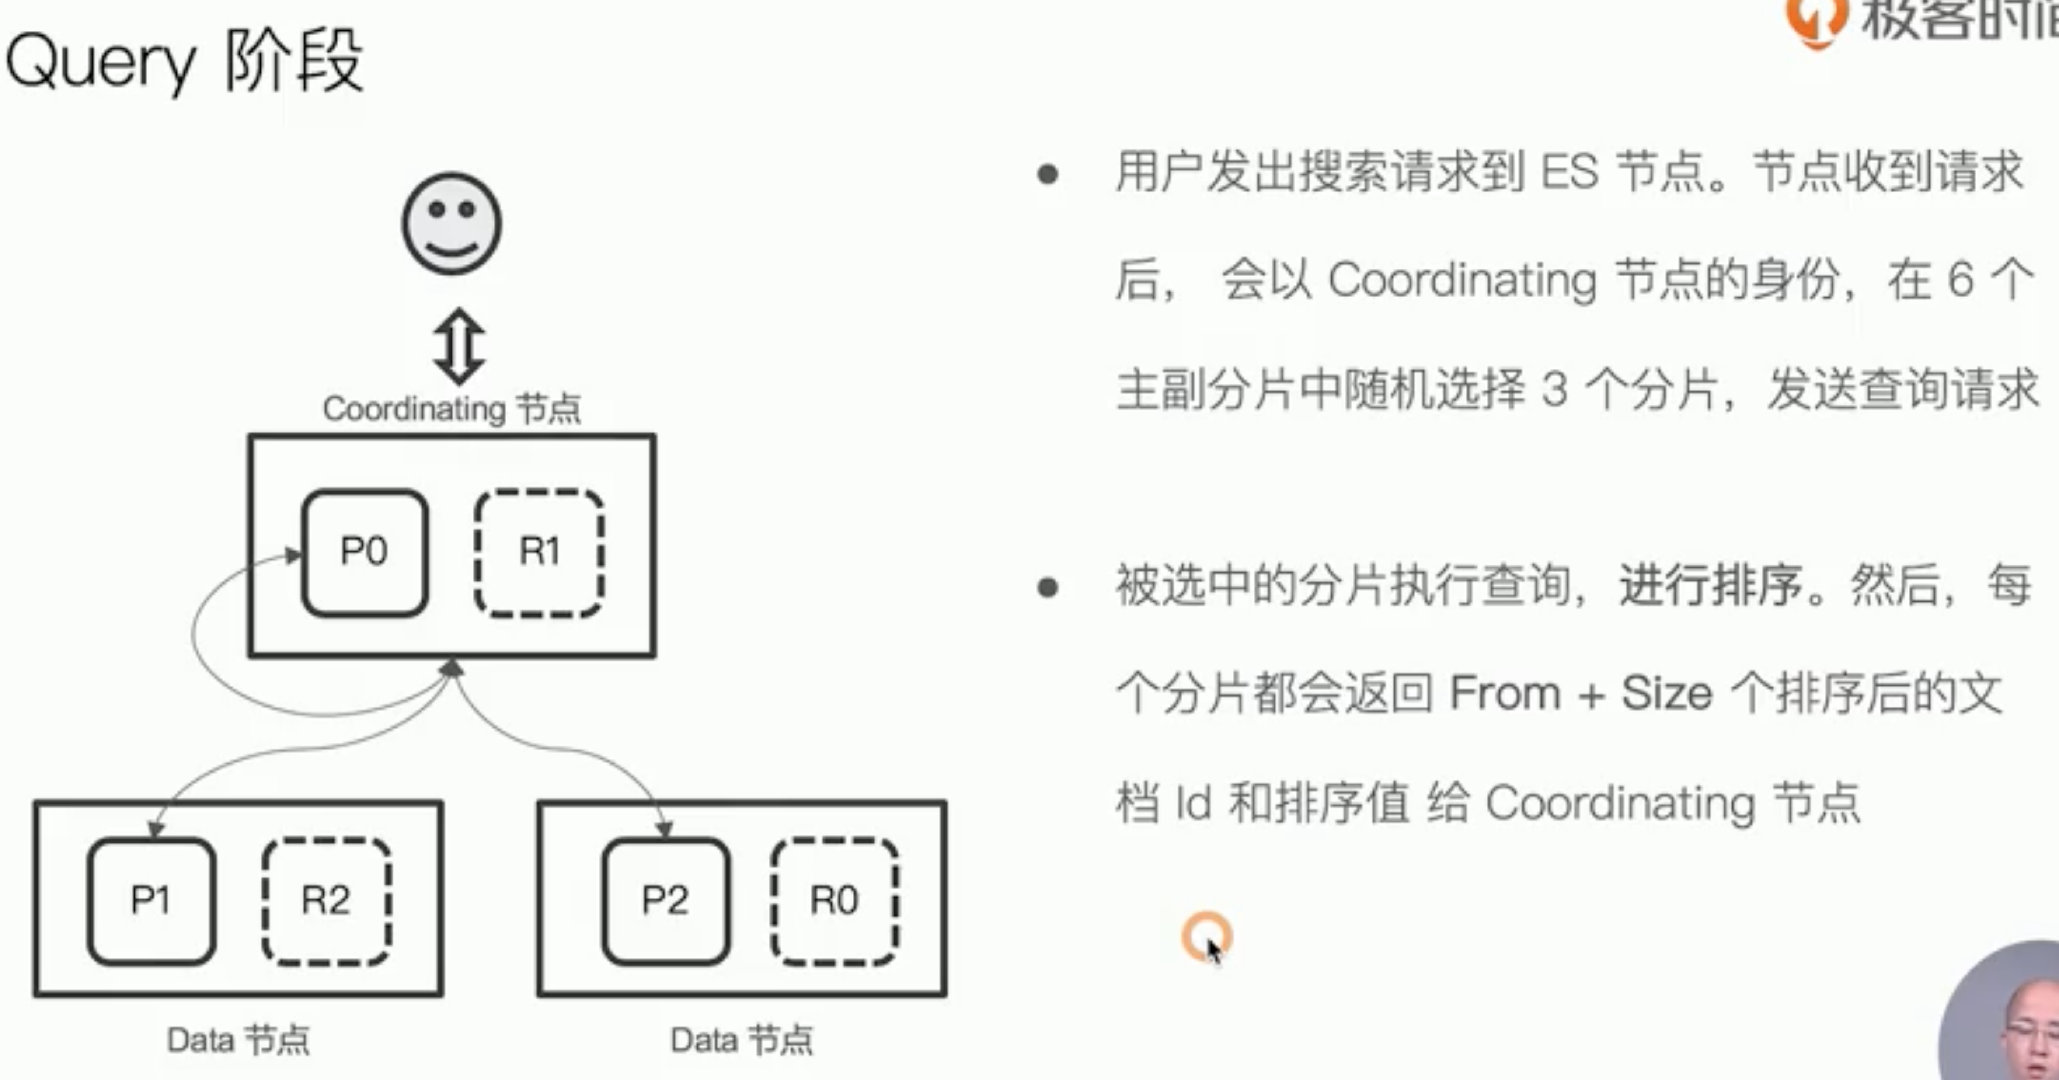 极客时间
Query 阶段
Coordinating 节点
P0
R1
P1
R2
P2
R0
Data 节点
Data 节点
用户发出搜索请求到 ES 节点。节点收到请求
后， 会以 Coordinating 节点的身份，在 6 个
主副分片中随机选择 3 个分片，发送查询请求
被选中的分片执行查询，进行排序。然后，每
个分片都会返回 From + Size 个排序后的文
档 Id 和排序值 给 Coordinating 节点